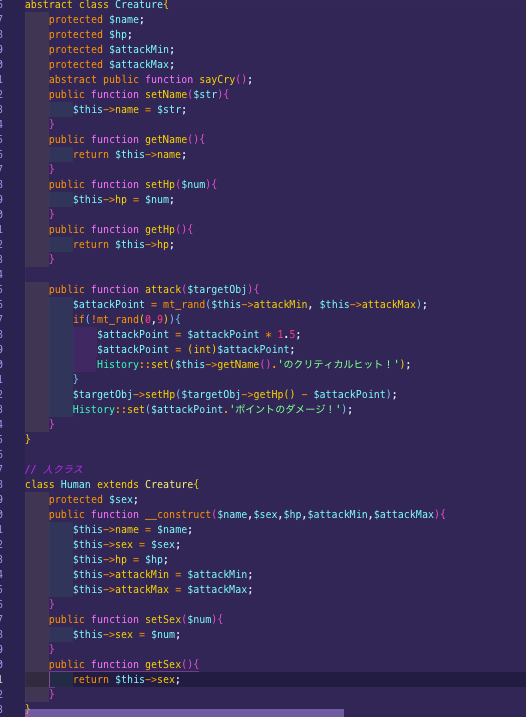 abstract class Creature{
    protected $name;
    protected $hp;
    protected $attackMin;
    protected $attackMax;
    abstract public function sayCry();
    public function setName($str){
        $this->name = $str;
    }
    public function getName(){
        return $this->name;
    }
    public function setHp($num){
        $this->hp = $num;
    }
    public function getHp(){
        return $this->hp;
    }

    public function attack($targetObj){
        $attackPoint = mt_rand($this->attackMin, $this->attackMax);
        if(!mt_rand(0,9)){
            $attackPoint = $attackPoint * 1.5;
            $attackPoint = (int)$attackPoint;
            History::set($this->getName().'のクリティカルヒット！');
        }
        $targetObj->setHp($targetObj->getHp() - $attackPoint);
        History::set($attackPoint.'ポイントのダメージ！');
    }
}

// 人クラス
class Human extends Creature{
    protected $sex;
    public function __construct($name,$sex,$hp,$attackMin,$attackMax){
        $this->name = $name;
        $this->sex = $sex;
        $this->hp = $hp;
        $this->attackMin = $attackMin;
        $this->attackMax = $attackMax;
    }
    public function setSex($num){
        $this->sex = $num;
    }
    public function getSex(){
        return $this->sex;
    }
}